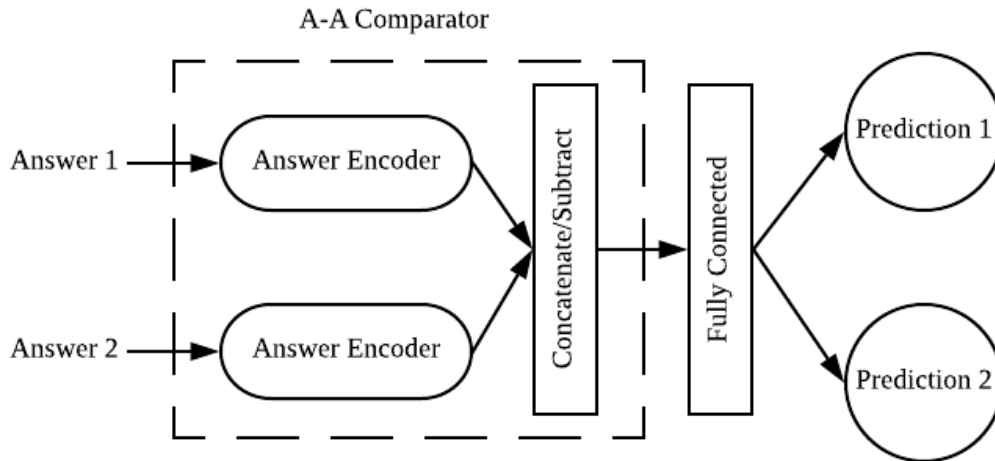 A-A Comparator
Answer 1
Answer Encoder
Answer 2
Answer Encoder
Concatenate/Subtract
Fully Connected
Prediction 1
Prediction 2